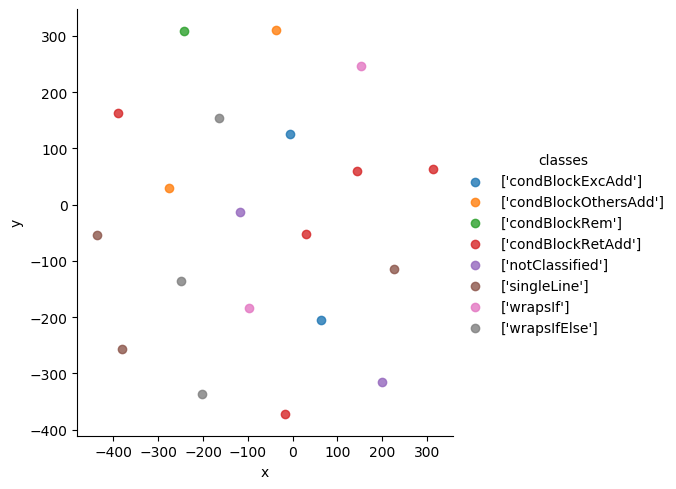 300
200
100
0
−100
−200
−300
−400
y
−400 −300 −200 −100 0 100 200 300
x
classes
['condBlockExcAdd']
['condBlockOthersAdd']
['condBlockRem']
['condBlockRetAdd']
['notClassified']
['singleLine']
['wrapsIf']
['wrapsIfElse']